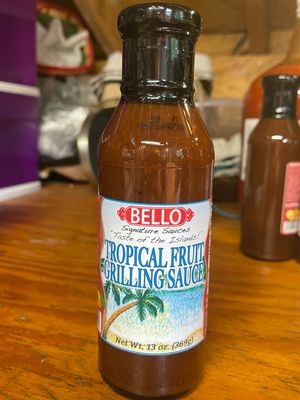 BELLO
Signature Sauces
"Taste of the Islands!"
TROPICAL FRUIT
GRILLING SAUCE
Net Wt. 13 oz. (369g)